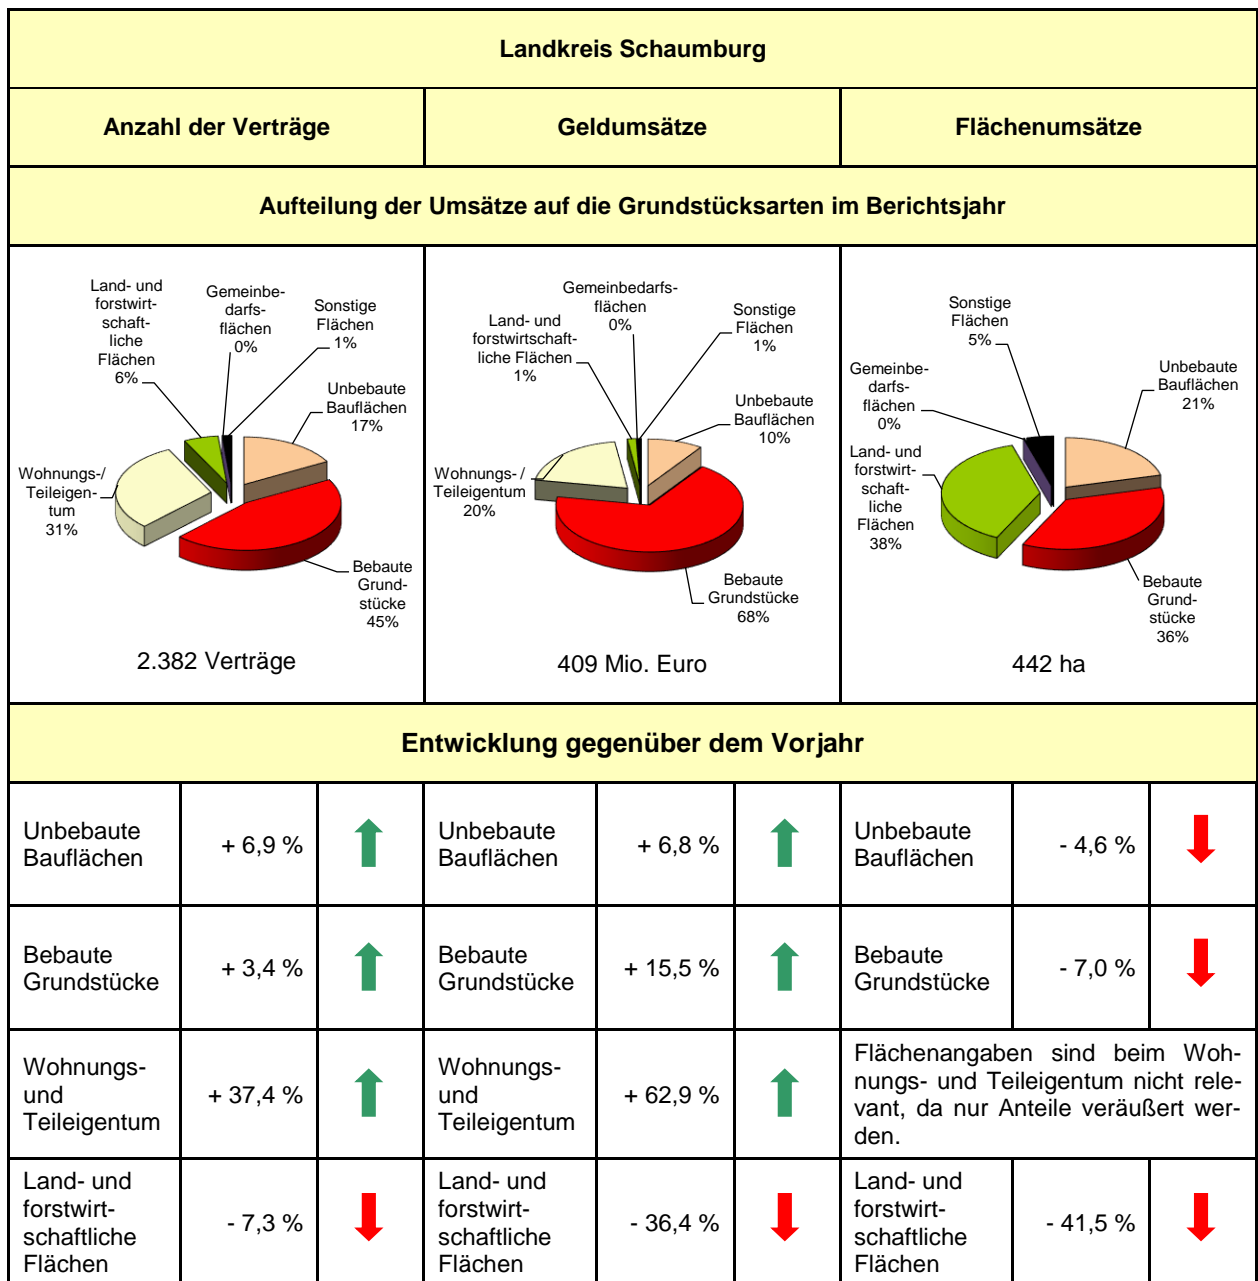 Landkreis Schaumburg
Anzahl der Verträge
Geldumsätze
Flächenumsätze
Aufteilung der Umsätze auf die Grundstücksarten im Berichtsjahr
Land- und
forstwirt-
schaft-
liche
Flächen
6%
Gemeinbe-
darfs-
flächen
0%
Sonstige
Flächen
1%
Unbebaute
Bauflächen
17%
Wohnungs-/
Teileigen-
tum
31%
Bebaute
Grund-
stücke
45%
2.382 Verträge
Gemeinbedarfs-
flächen
0%
Land- und
forstwirtschaft-
liche Flächen
1%
Sonstige
Flächen
1%
Unbebaute
Bauflächen
10%
Wohnungs- /
Teileigentum
20%
Bebaute
Grundstücke
68%
409 Mio. Euro
Sonstige
Flächen
5%
Gemeinbe-
darfs-
flächen
0%
Unbebaute
Bauflächen
21%
Land- und
forstwirt-
schaft-
liche
Flächen
38%
Bebaute
Grund-
stücke
36%
442 ha
Entwicklung gegenüber dem Vorjahr
Unbebaute
Bauflächen
+ 6,9 %
Unbebaute
Bauflächen
+ 6,8 %
Unbebaute
Bauflächen
- 4,6 %
Bebaute
Grundstücke
+ 3,4 %
Bebaute
Grundstücke
+ 15,5 %
Bebaute
Grundstücke
- 7,0 %
Wohnungs-
und
Teileigentum
+ 37,4 %
Wohnungs-
und
Teileigentum
+ 62,9 %
Flächenangaben sind beim Woh-
nungs- und Teileigentum nicht rele-
vant, da nur Anteile veräußert wer-
den.
Land- und
forstwirt-
schaftliche
Flächen
- 7,3 %
Land- und
forstwirt-
schaftliche
Flächen
- 36,4 %
Land- und
forstwirt-
schaftliche
Flächen
- 41,5 %